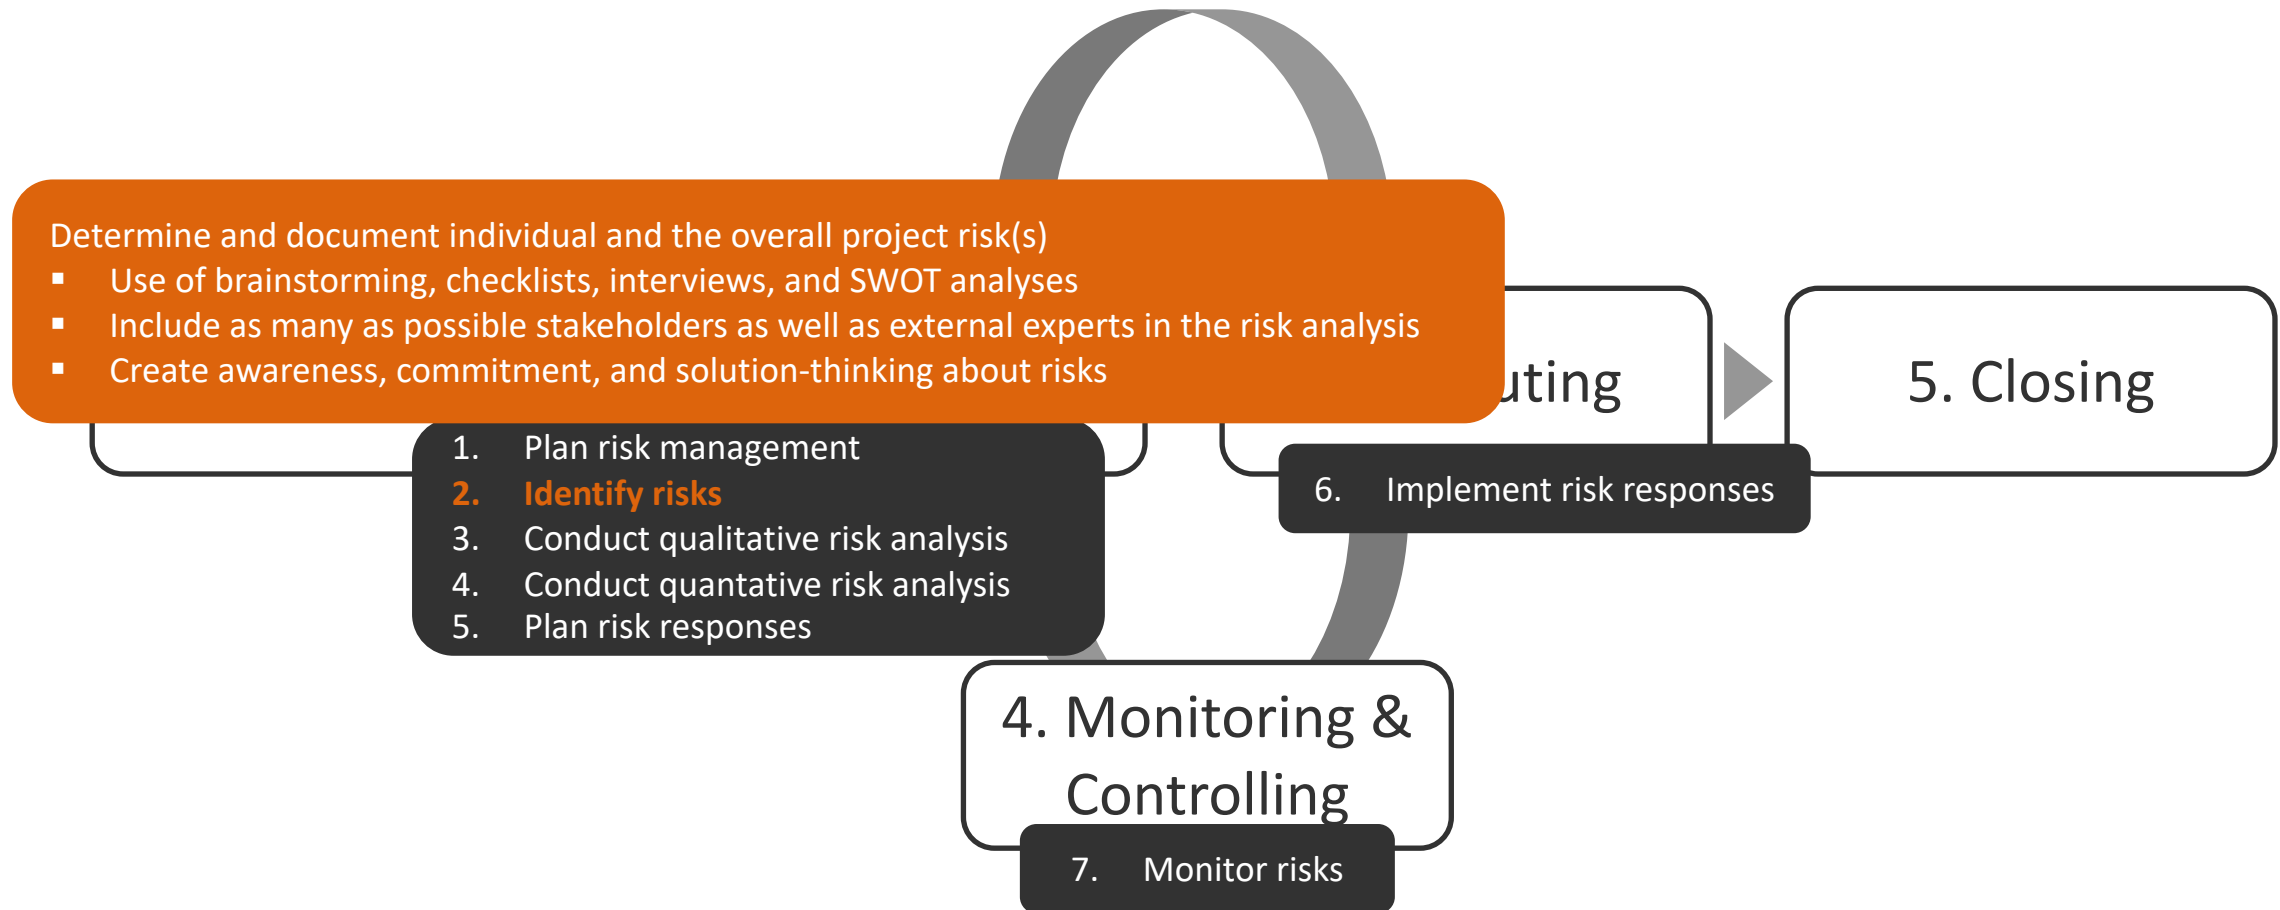 Determine and document individual and the overall project risk(s)
▪ Use of brainstorming, checklists, interviews, and SWOT analyses
▪ Include as many as possible stakeholders as well as external experts in the risk analysis
▪ Create awareness, commitment, and solution-thinking about risks
uting
5. Closing
1. Plan risk management
2. Identify risks
3. Conduct qualitative risk analysis
4. Conduct quantative risk analysis
5. Plan risk responses
6. Implement risk responses
4. Monitoring &
Controlling
7. Monitor risks